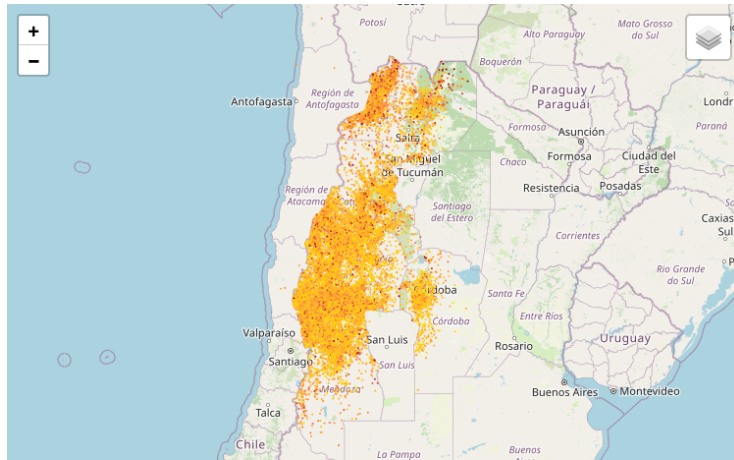 +
−
Potosí
Alto Paraguay
Mato Grosso
do Sul
Boquerón
Región de
Antofagasta
Antofagasta
Paraguay /
Paraguái
Londr
Paraná
Asunción
Formosa
Salta
San Miguel
de Tucumán
Chaco
Formosa
Ciudad del
Este
Región de
Atacama
Cat
Santiago
del Estero
Resistencia
Posadas
Corrientes
Caxias
Sul
Rio Grande
do Sul
Córdoba
Santa Fe
Entre Ríos
Córdoba
Valparaíso
San Luis
Santiago
San Luis
Rosario
Uruguay
Mendoza
Buenos Aires
Montevideo
Talca
Chile
La Pampa
Buenos